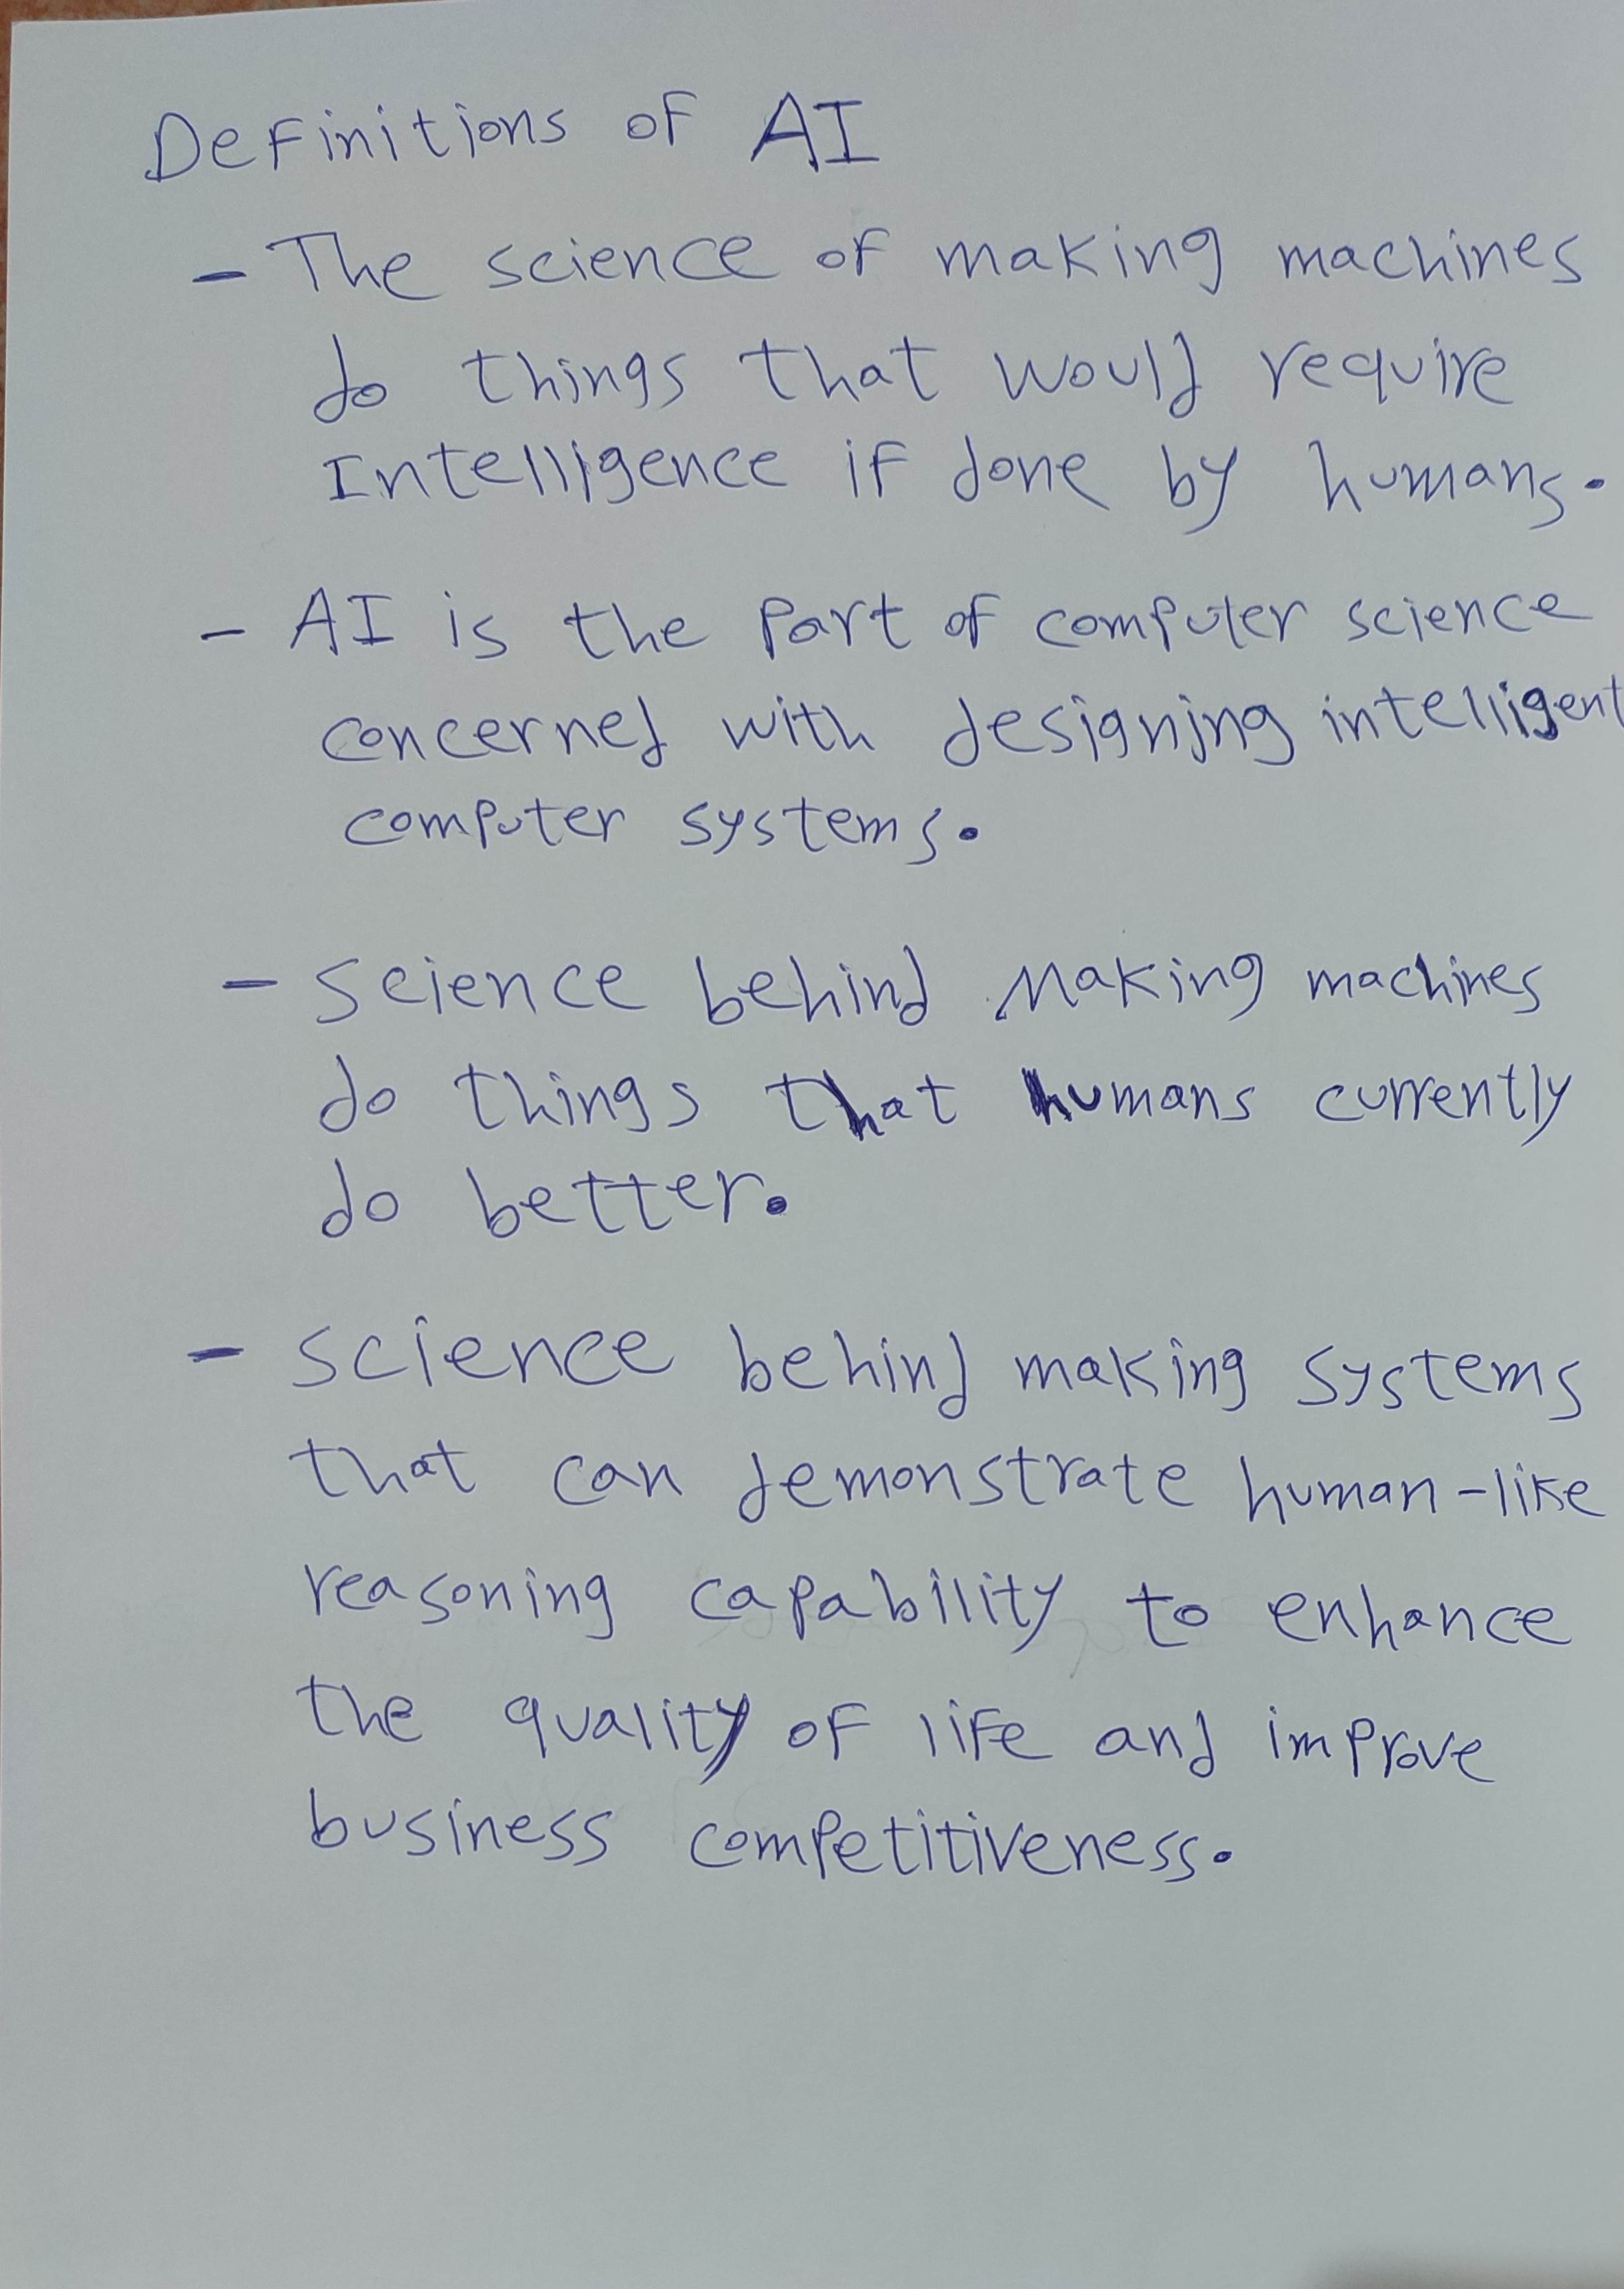 Definitions of AI
- The science of making machines
do things that would require
Intelligence if done by humans.
- AI is the Part of computer science
concerned with designing intelligent
computer systems.
- science behind Making machines
do things that humans currently
do better.
- science behind making systems
that can demonstrate human-like
reasoning capability to enhance
the quality of life and improve
business competitiveness.